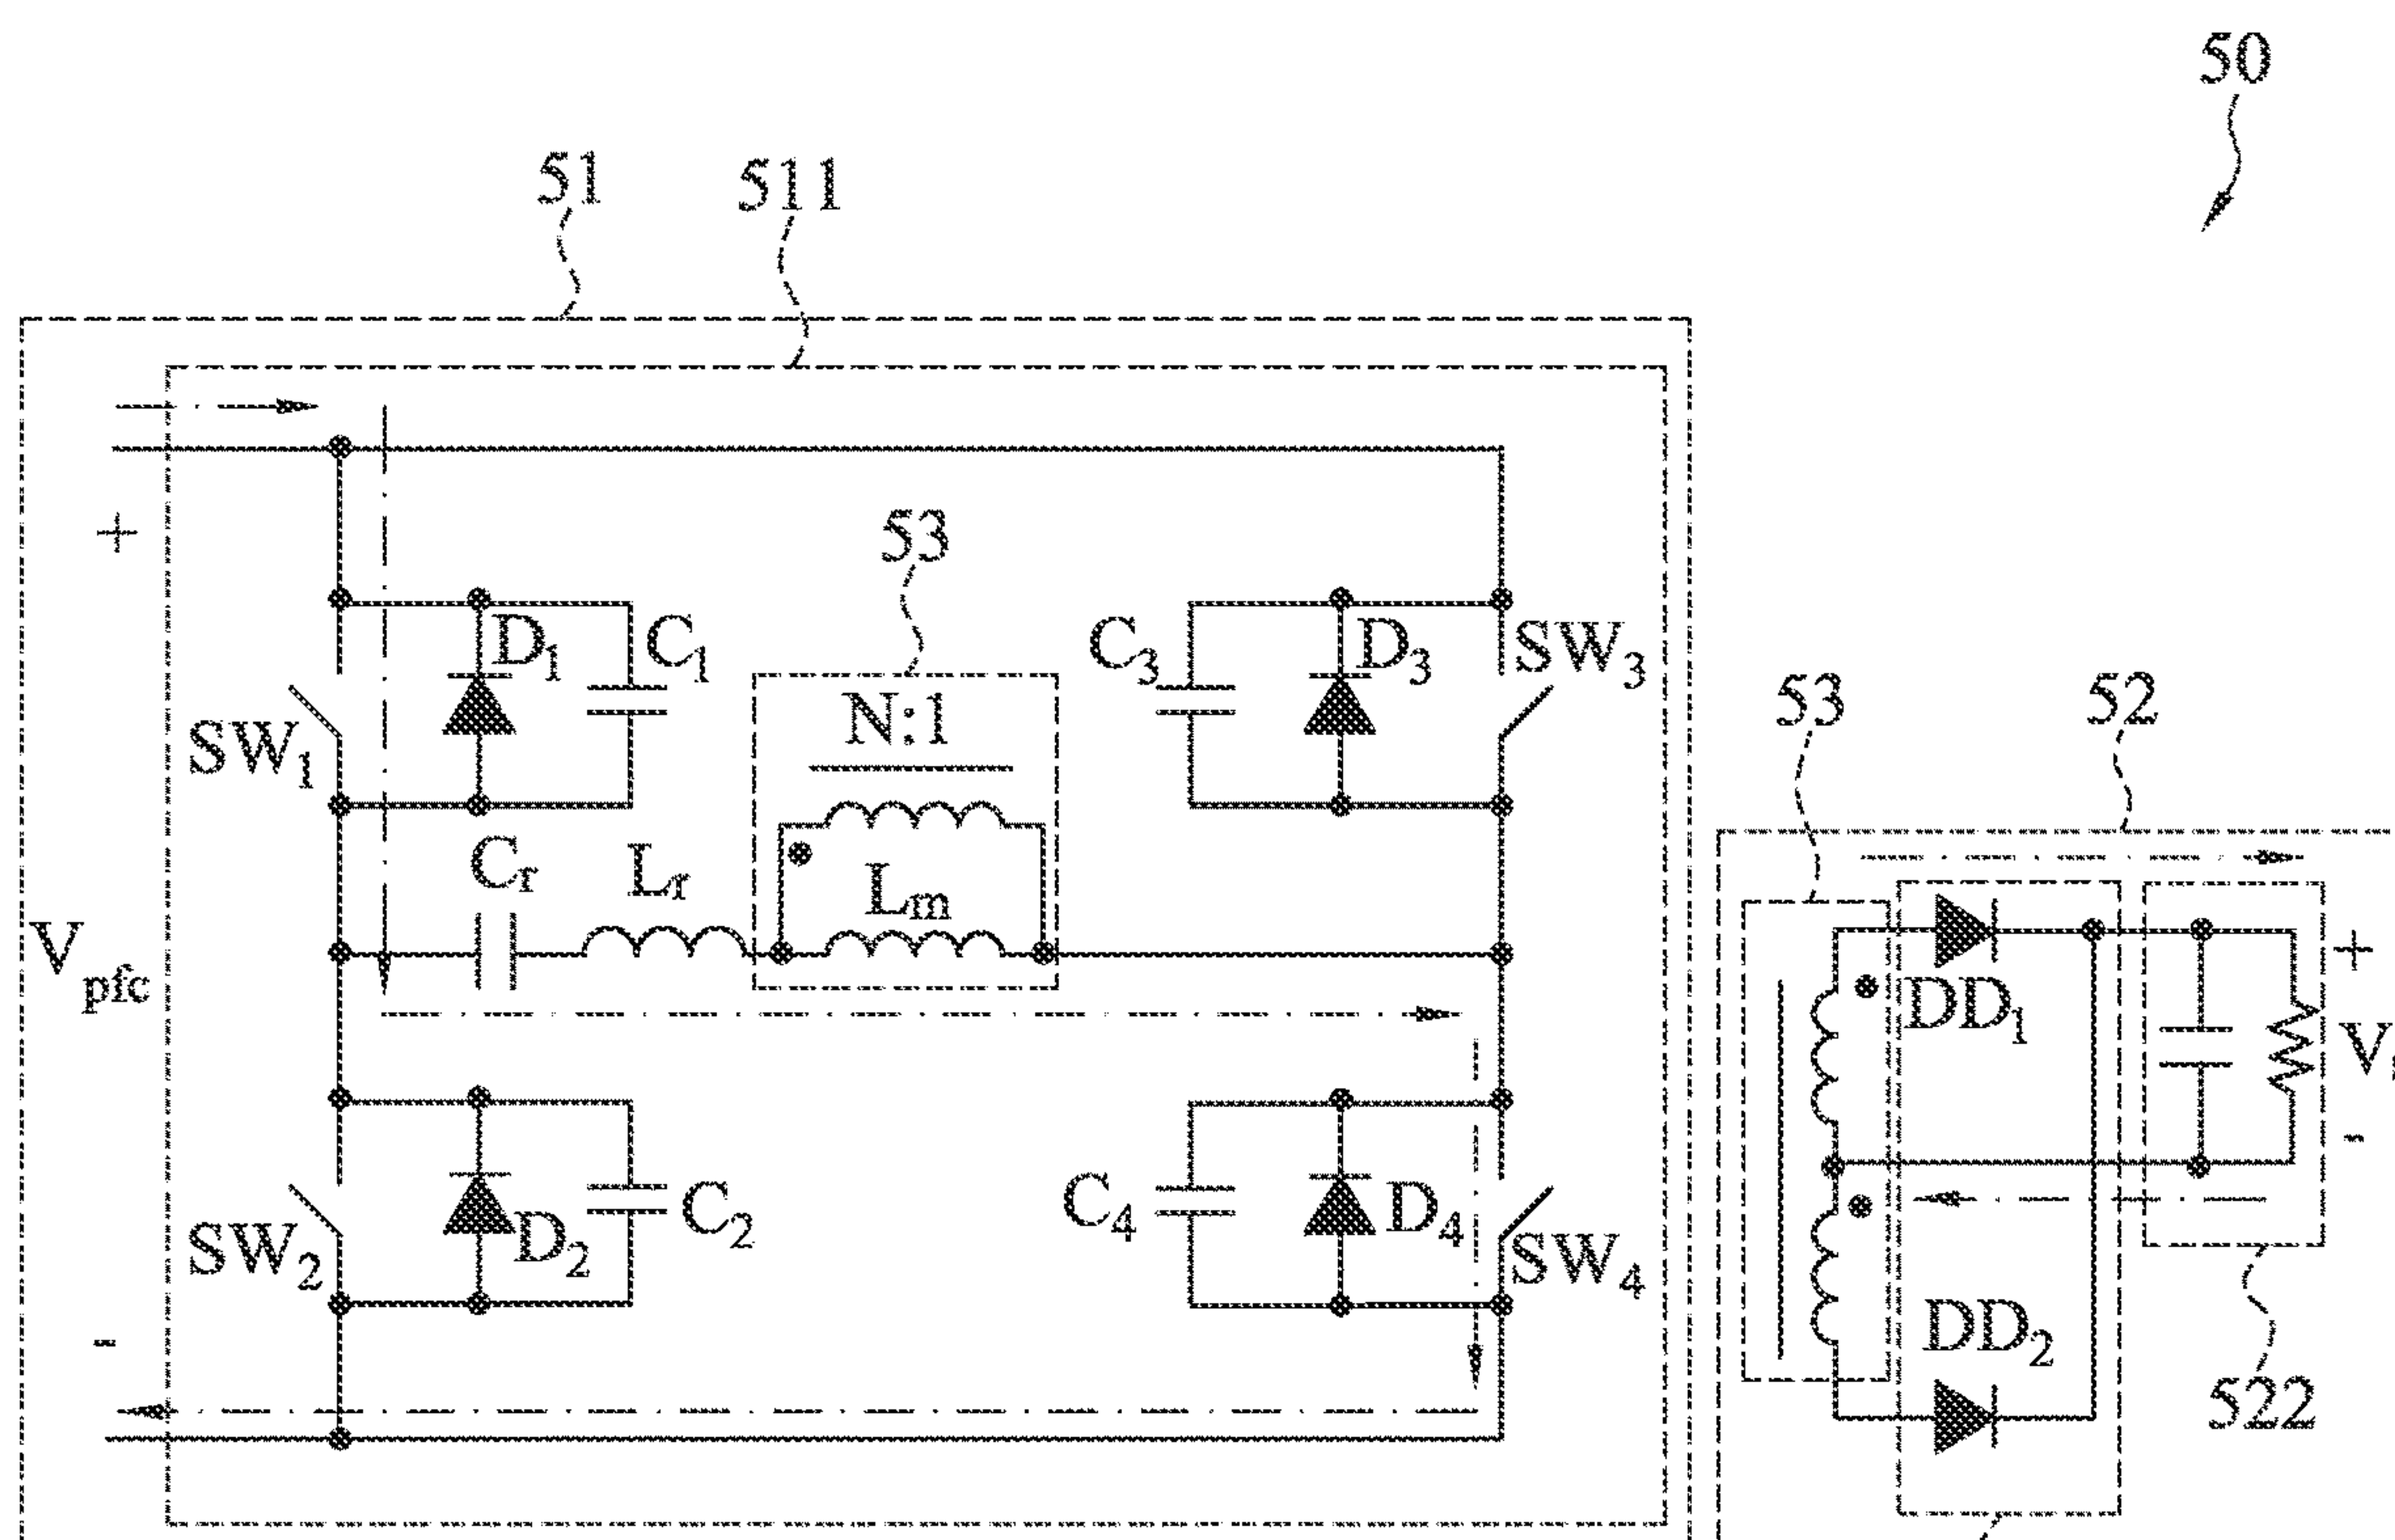 50
51
511
+
53
D₁
C₁
C₃
D₃
SW₃
N:1
SW₁
53
52
Cᵣ
Lᵣ
Lₘ
V
pfc
DD₁
+
-
C₂
D₂
SW₂
C₄
D₄
SW₄
DD₂
-
522